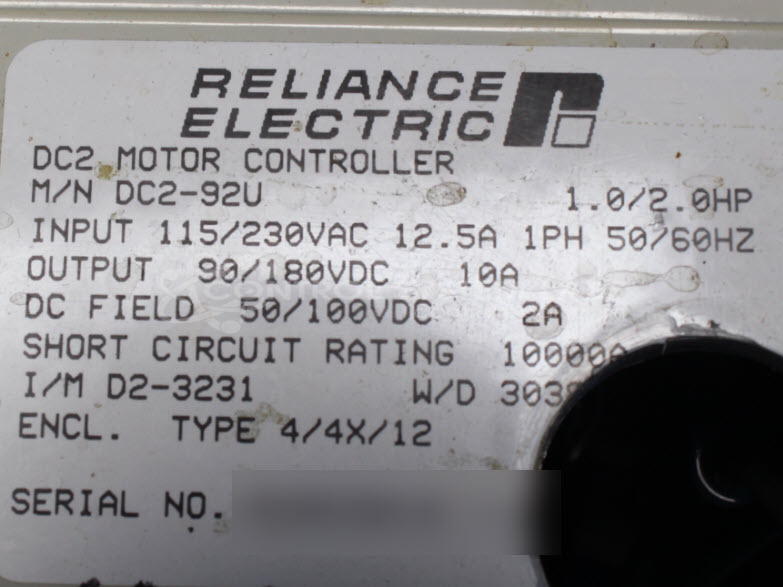 RELIANCE
ELECTRIC
DC2 MOTOR CONTROLLER
M/N DC2-92U 1.0/2.0HP
INPUT 115/230VAC 12.5A 1PH 50/60HZ
OUTPUT 90/180VDC 10A
DC FIELD 50/100VDC 2A
SHORT CIRCUIT RATING 10000A
I/M D2-3231 W/D
ENCL. TYPE 4/4X/12
SERIAL NO.